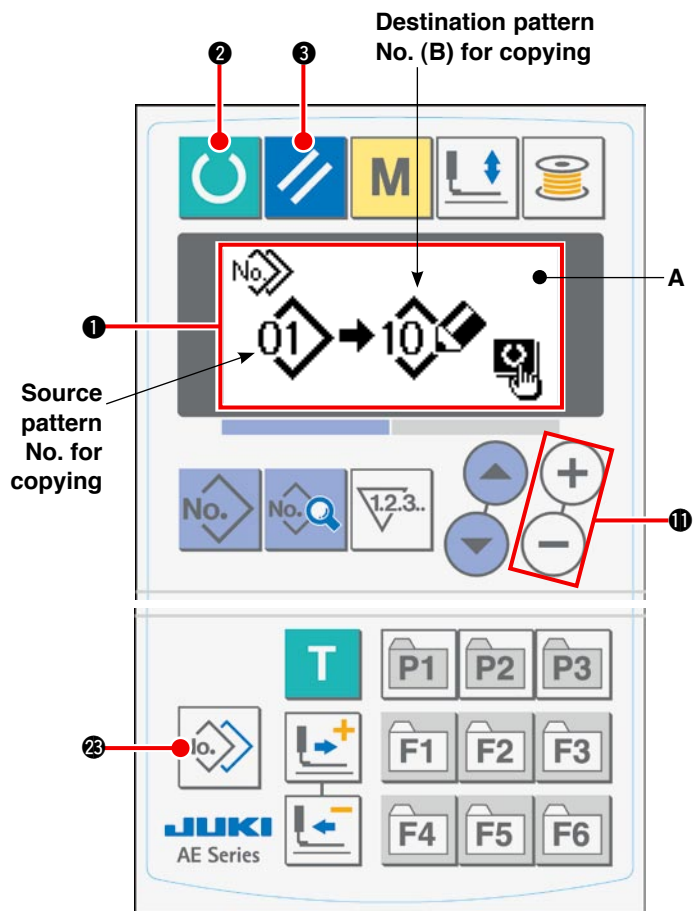 Destination pattern
No. (B) for copying
2
3
M
No.
A
1
01
10
Source
pattern
No. for
copying
No.
No.
1.2.3..
+
−
11
T
P1
P2
P3
No.
+
F1
F2
F3
23
−
JUKI
AE Series
F4
F5
F6